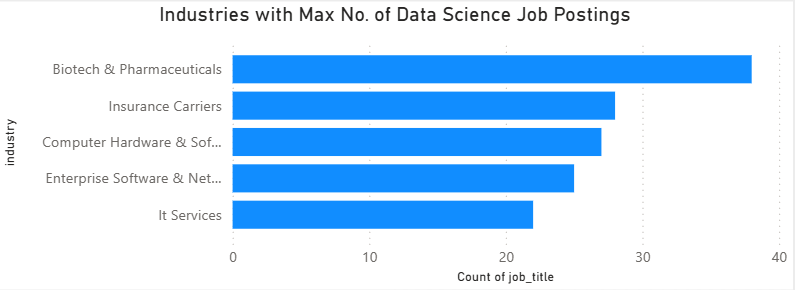 Industries with Max No. of Data Science Job Postings
industry
Biotech & Pharmaceuticals
Insurance Carriers
Computer Hardware & Sof...
Enterprise Software & Net...
It Services
0 10 20 30 40
Count of job_title